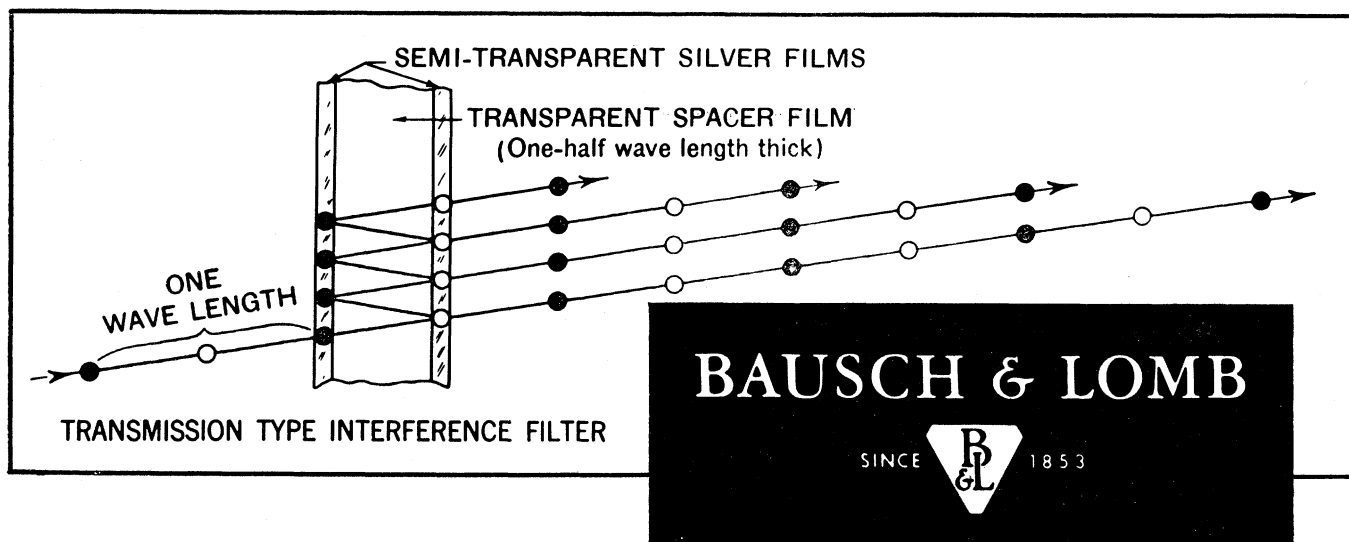 SEMI-TRANSPARENT SILVER FILMS
TRANSPARENT SPACER FILM
(One-half wave length thick)
ONE
WAVE LENGTH
TRANSMISSION TYPE INTERFERENCE FILTER
BAUSCH & LOMB
SINCE
B
&L
1853